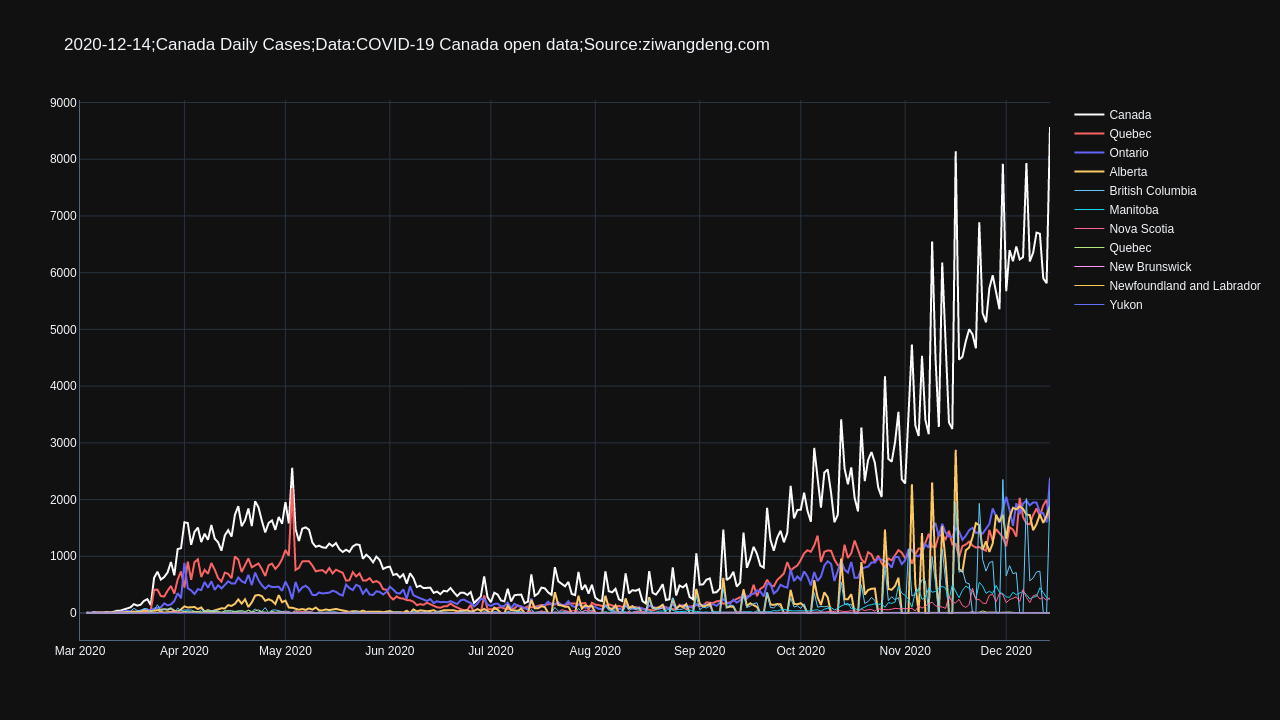 2020-12-14;Canada Daily Cases;Data:COVID-19 Canada open data;Source:ziwangdeng.com
9000
8000
7000
6000
5000
4000
3000
2000
1000
0
Mar 2020 Apr 2020 May 2020 Jun 2020 Jul 2020 Aug 2020 Sep 2020 Oct 2020 Nov 2020 Dec 2020
Canada
Quebec
Ontario
Alberta
British Columbia
Manitoba
Nova Scotia
Quebec
New Brunswick
Newfoundland and Labrador
Yukon